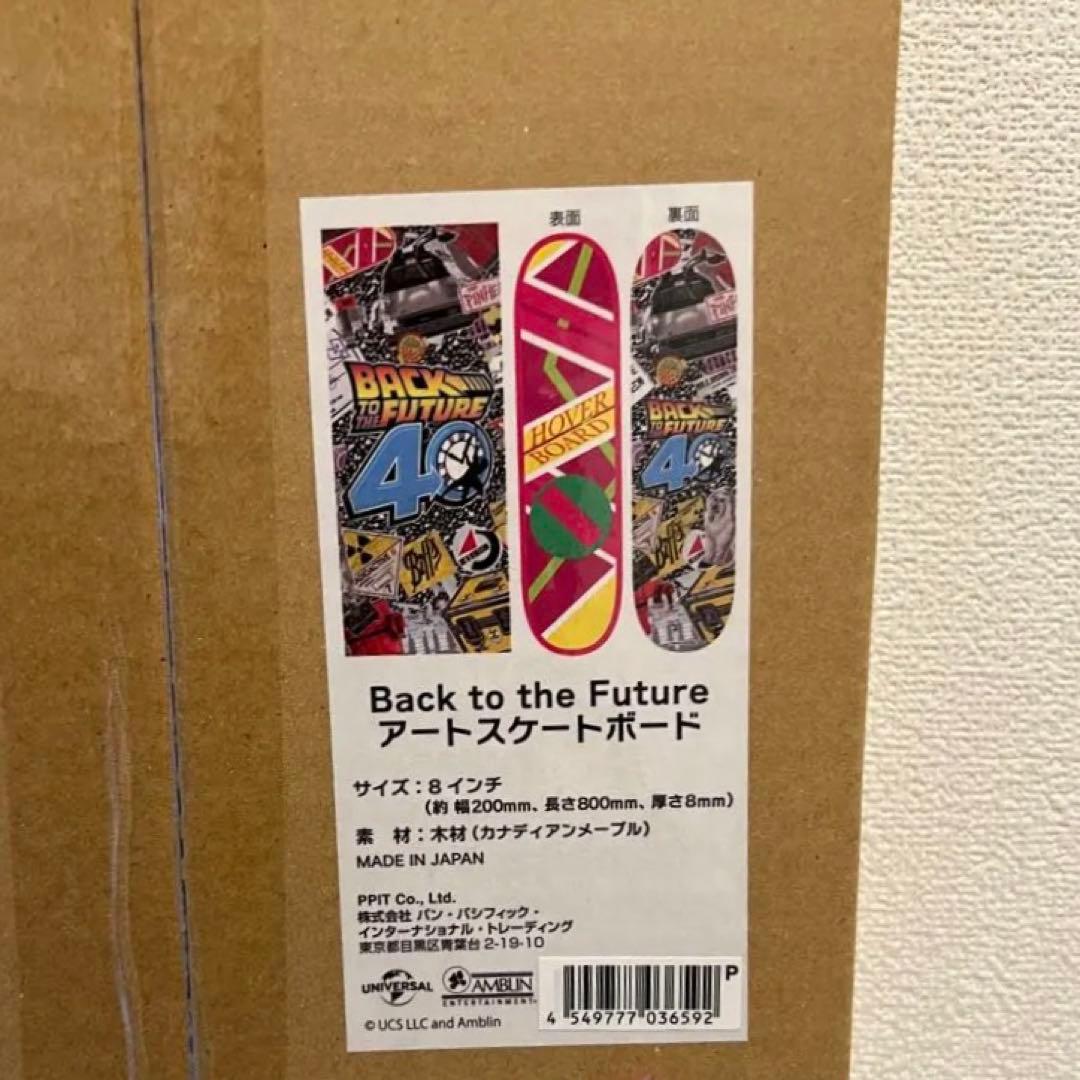 表面
裏面
BACK
TO THE FUTURE
40
HOVER
BOARD
BACK
TO THE FUTURE
40
Back to the Future
アートスケートボード
サイズ：8 インチ
（約 幅200mm、長さ800mm、厚さ8mm）
素　材：木材（カナディアンメープル）
MADE IN JAPAN
PPIT Co., Ltd.
株式会社 パン・パシフィック・
インターナショナル・トレーディング
東京都目黒区青葉台 2-19-10
UNIVERSAL
AMBLIN
ENTERTAINMENT
P
4 549777 036592
© UCS LLC and Amblin